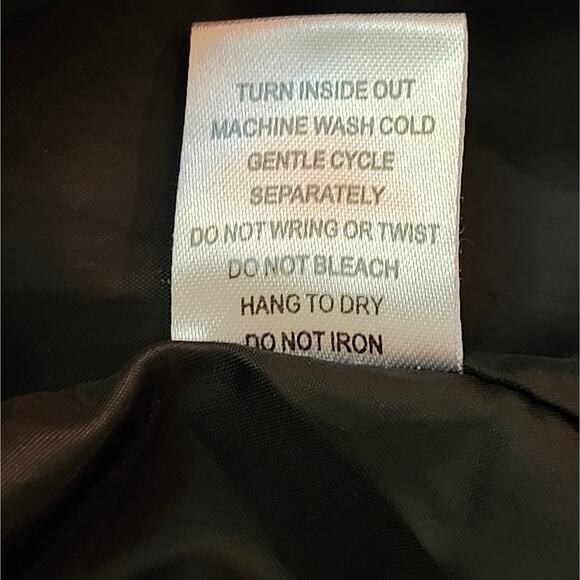 TURN INSIDE OUT
MACHINE WASH COLD
GENTLE CYCLE
SEPARATELY
DO NOT WRING OR TWIST
DO NOT BLEACH
HANG TO DRY
DO NOT IRON